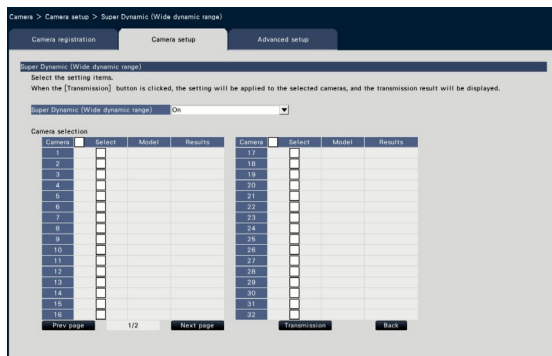 Camera > Camera setup > Super Dynamic (Wide dynamic range)
Camera registration Camera setup Advanced setup
Super Dynamic (Wide dynamic range)
Select the setting items.
When the [Transmission] button is clicked, the setting will be applied to the selected cameras, and the transmission result will be displayed.
Super Dynamic (Wide dynamic range) On
Camera selection
Camera Select Model Results Camera Select Model Results
1 17
2 18
3 19
4 20
5 21
6 22
7 23
8 24
9 25
10 26
11 27
12 28
13 29
14 30
15 31
16 32
Prev page 1/2 Next page Transmission Back